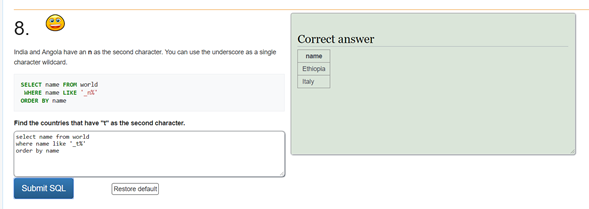 8.
India and Angola have an n as the second character. You can use the underscore as a single
character wildcard.
SELECT name FROM world
WHERE name LIKE '_n%'
ORDER BY name
Find the countries that have "t" as the second character.
select name from world
where name like '_t%'
order by name
Submit SQL
Restore default
Correct answer
name
Ethiopia
Italy